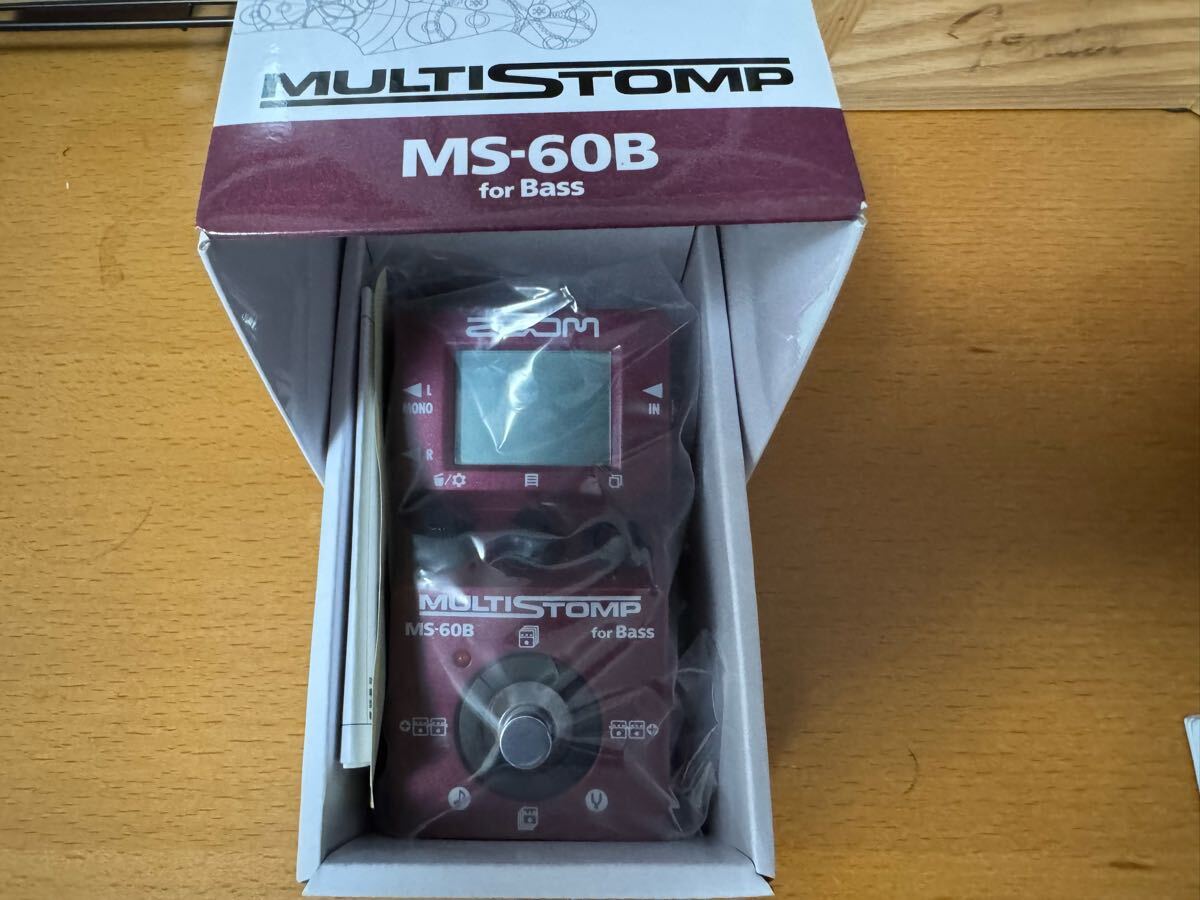 MULTISTOMP
MS-60B
for Bass
ZOOM
L
MONO
IN
R
MULTISTOMP
MS-60B
for Bass